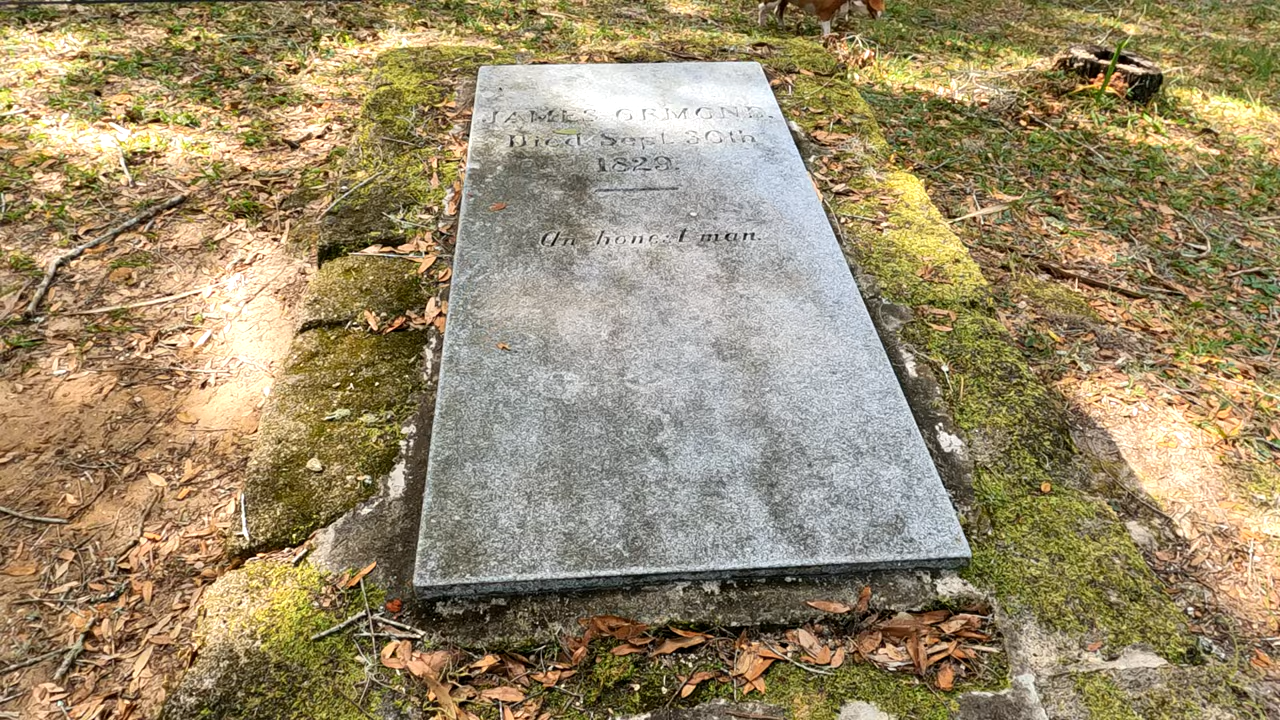 JAMES ORMOND.
Died Sept. 30th
1829.
An honest man.